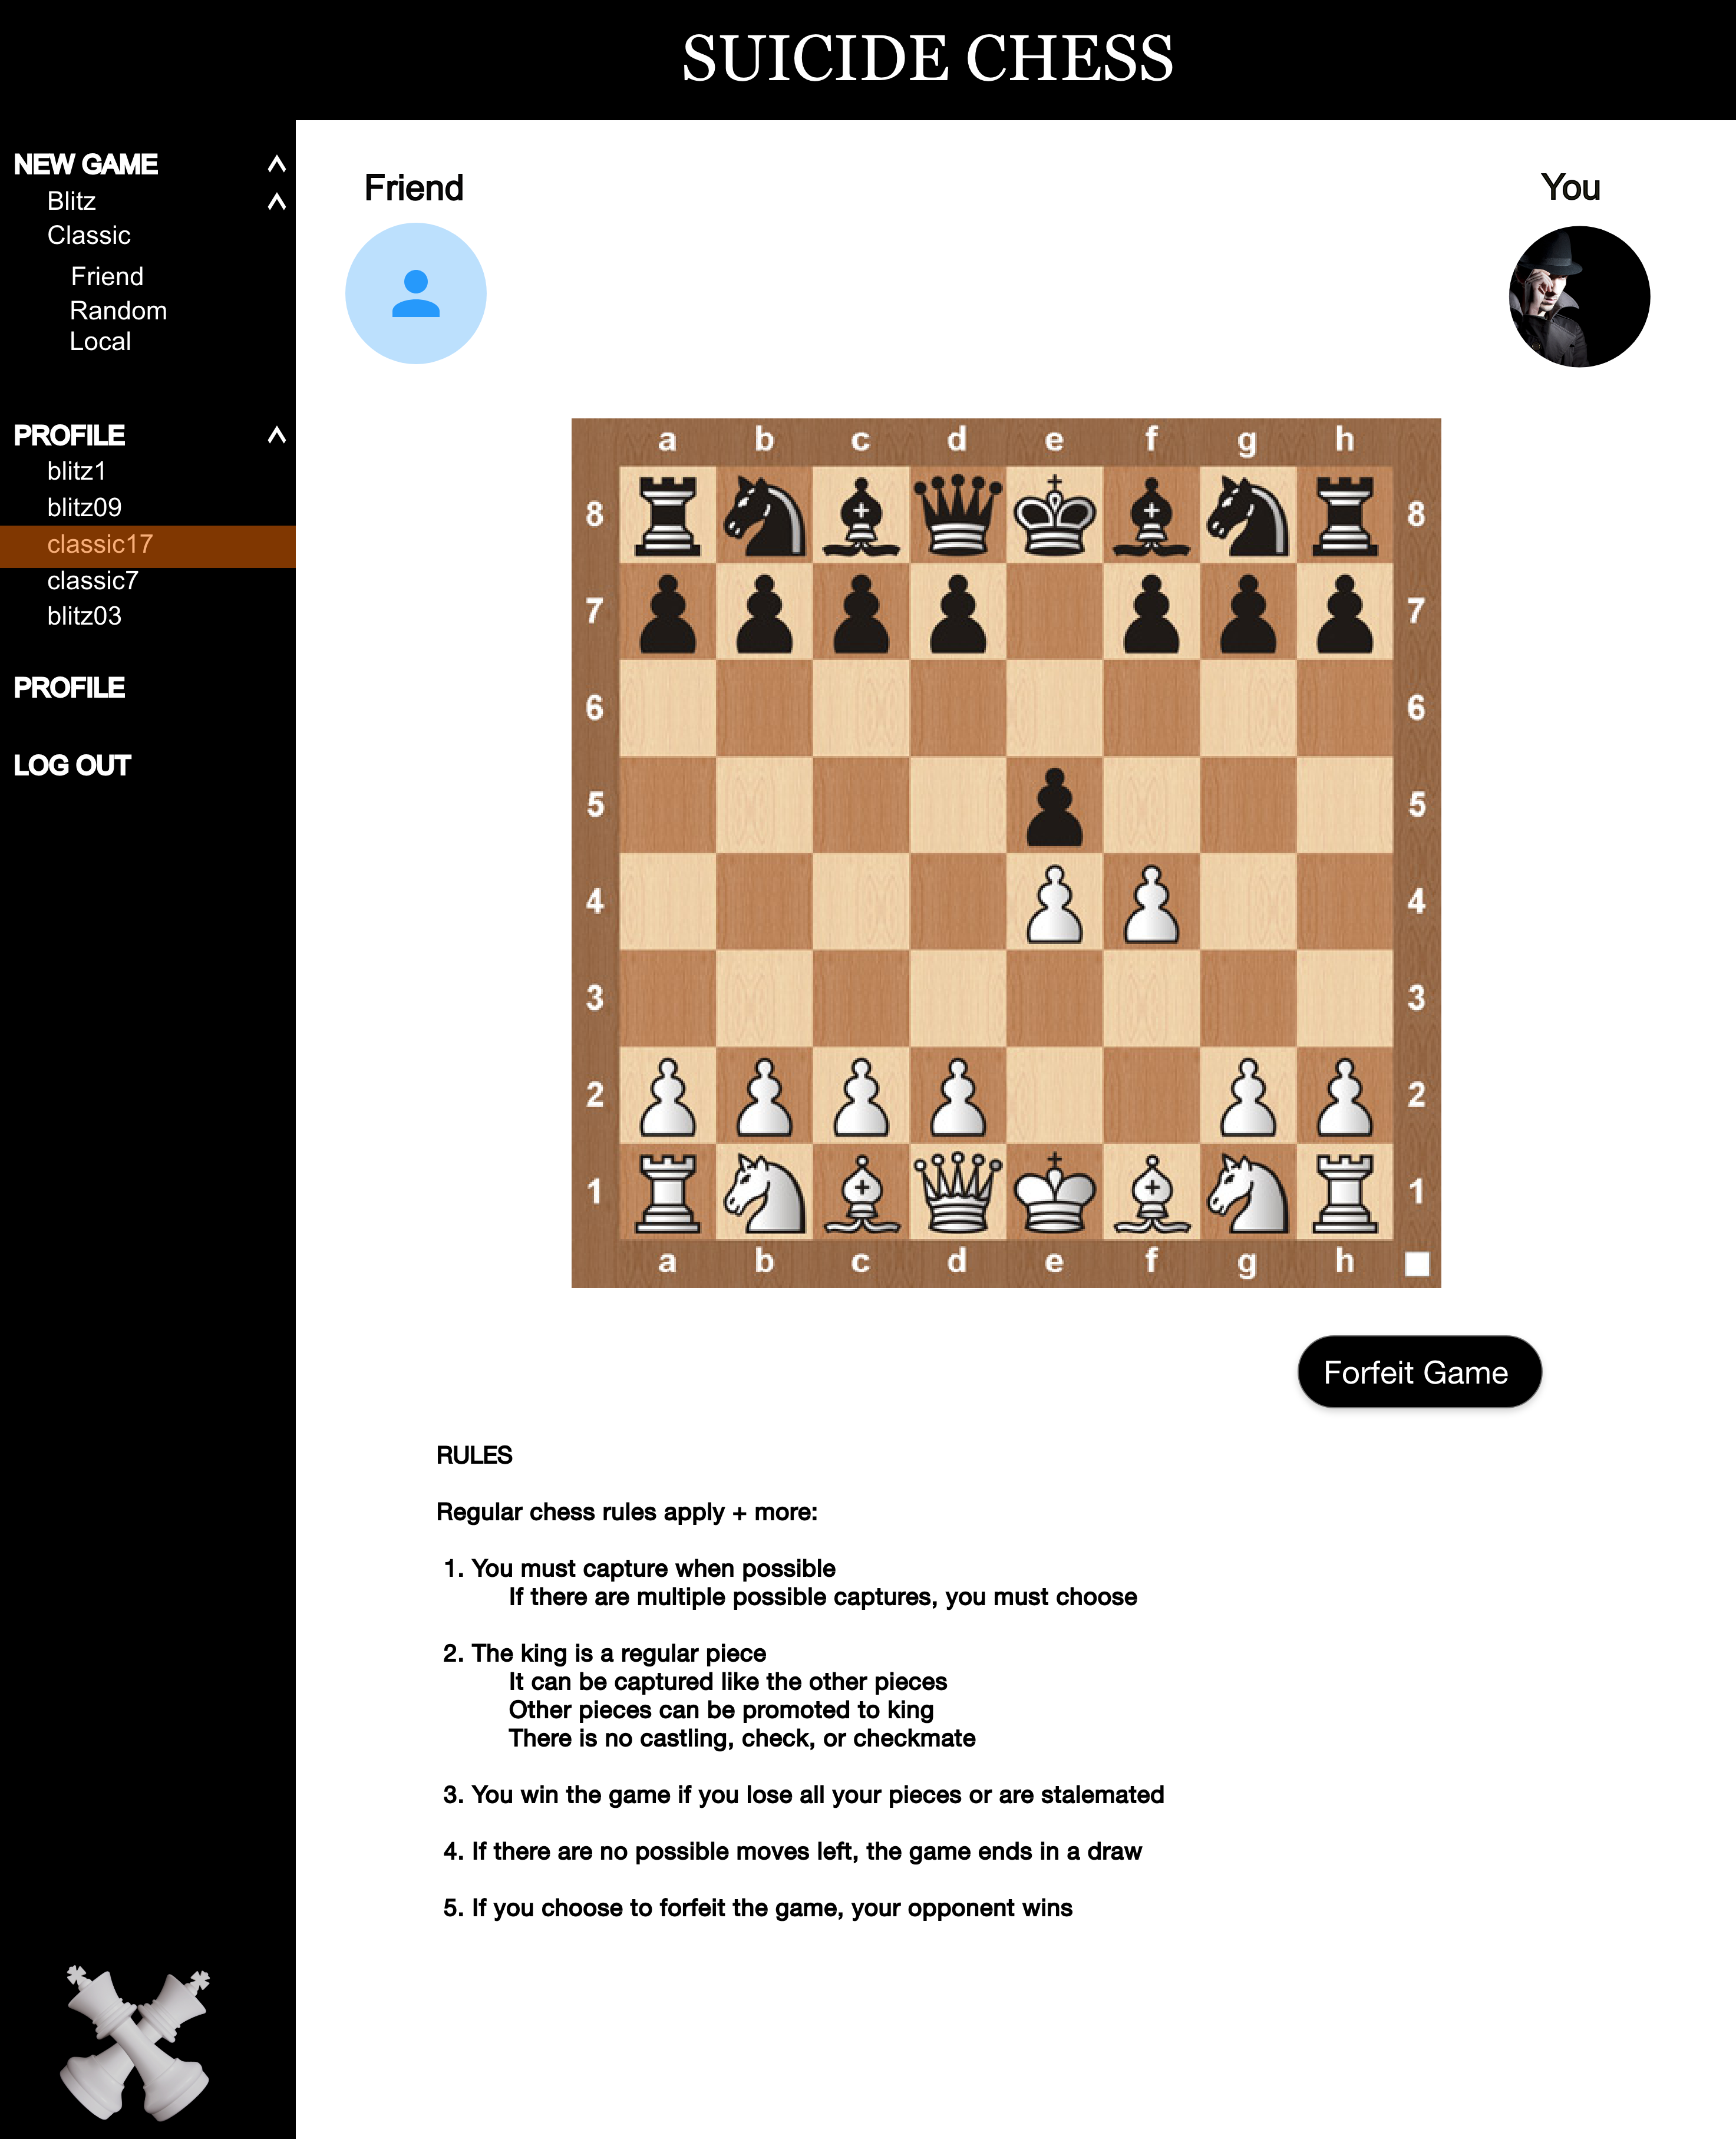 SUICIDE CHESS
NEW GAME
Blitz
Classic
Friend
Random
Local
PROFILE
blitz1
blitz09
classic17
classic7
blitz03
PROFILE
LOG OUT
Friend
You
a b c d e f g h
8 8
7 7
6 6
5 5
4 4
3 3
2 2
1 1
a b c d e f g h
Forfeit Game
RULES
Regular chess rules apply + more:
1. You must capture when possible
If there are multiple possible captures, you must choose
2. The king is a regular piece
It can be captured like the other pieces
Other pieces can be promoted to king
There is no castling, check, or checkmate
3. You win the game if you lose all your pieces or are stalemated
4. If there are no possible moves left, the game ends in a draw
5. If you choose to forfeit the game, your opponent wins